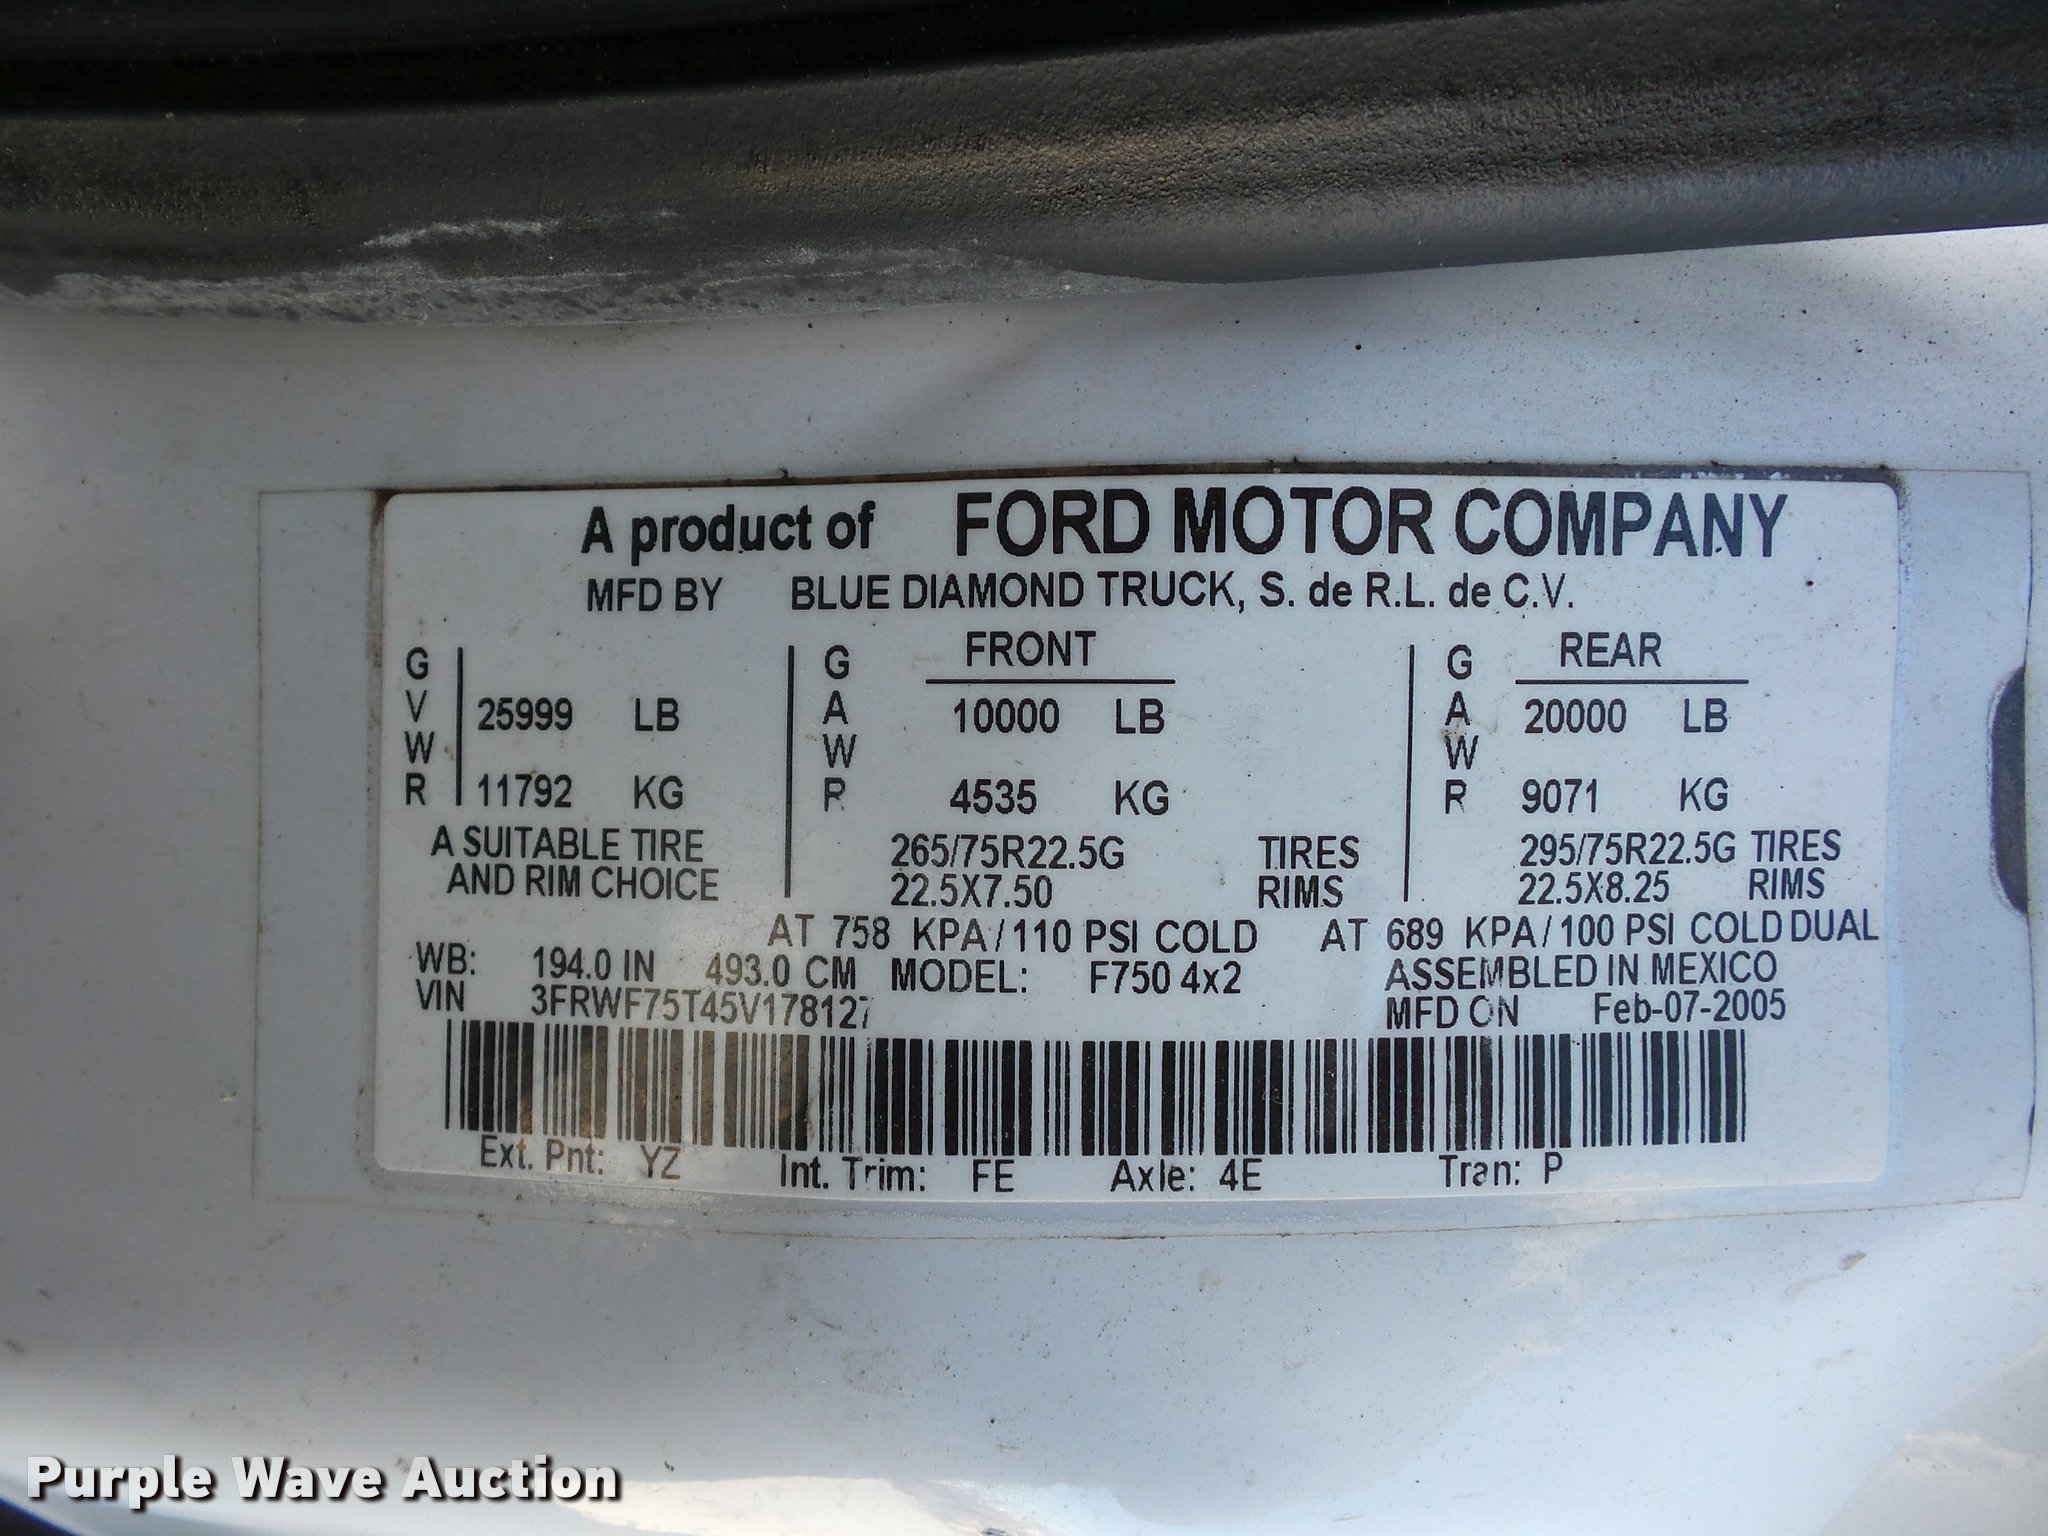 A product of FORD MOTOR COMPANY
MFD BY BLUE DIAMOND TRUCK, S. de R.L. de C.V.
GVWR 25999 LB 11792 KG
GAWR FRONT 10000 LB 4535 KG
GAWR REAR 20000 LB 9071 KG
A SUITABLE TIRE 265/75R22.5G TIRES 295/75R22.5G TIRES
AND RIM CHOICE 22.5X7.50 RIMS 22.5X8.25 RIMS
AT 758 KPA/110 PSI COLD AT 689 KPA/100 PSI COLD DUAL
WB: 194.0 IN 493.0 CM MODEL: F750 4x2 ASSEMBLED IN MEXICO
VIN 3FRWF75T45V178127 MFD ON Feb-07-2005
Ext. Pnt: YZ Int. Trim: FE Axle: 4E Tran: P
Purple Wave Auction